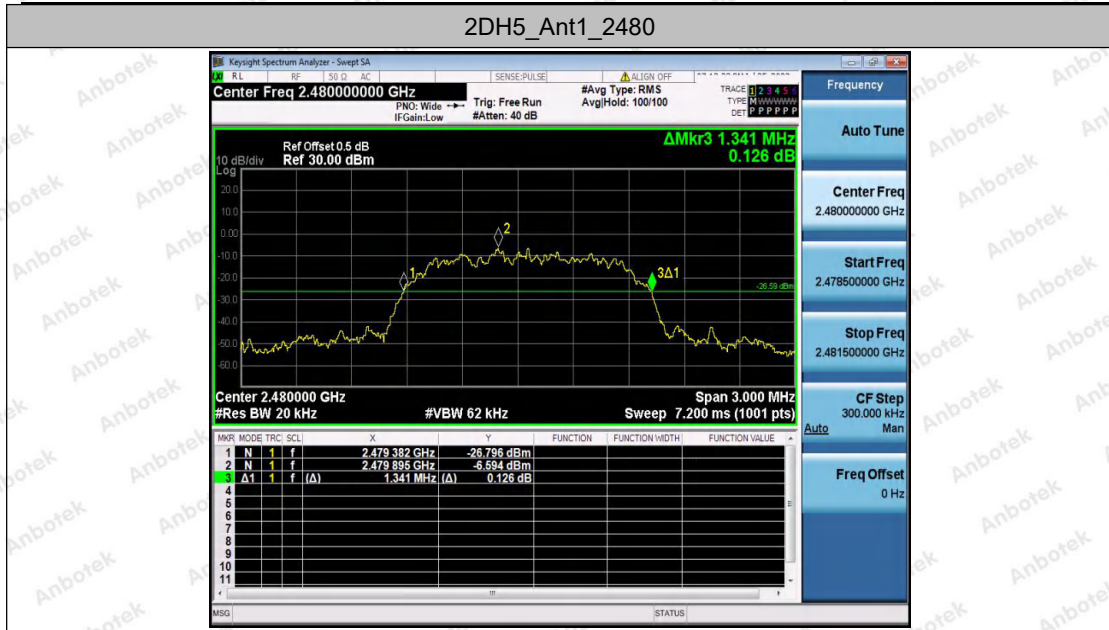 2DH5_Ant1_2480
Keysight Spectrum Analyzer - Swept SA
RL RF 50 Ω AC SENSE:PULSE ALIGN OFF
Center Freq 2.480000000 GHz
PNO: Wide
IFGain:Low
Trig: Free Run
#Atten: 40 dB
#Avg Type: RMS
Avg|Hold: 100/100
TRACE 1 2 3 4 5 6
TYPE M WWWWW
DET P P P P P P
Ref Offset 0.5 dB
10 dB/div Ref 30.00 dBm
Log
ΔMkr3 1.341 MHz
0.126 dB
20.0
10.0
0.00
-10.0
-20.0
-30.0
-40.0
-50.0
-60.0
1
2
3Δ1
-26.59 dBm
Center 2.480000 GHz Span 3.000 MHz
#Res BW 20 kHz #VBW 62 kHz Sweep 7.200 ms (1001 pts)
MKR MODE TRC SCL X Y FUNCTION FUNCTION WIDTH FUNCTION VALUE
1 N 1 f 2.479 382 GHz -26.796 dBm
2 N 1 f 2.479 895 GHz -6.594 dBm
3 Δ1 1 f (Δ) 1.341 MHz (Δ) 0.126 dB
4
5
6
7
8
9
10
11
MSG STATUS
Frequency
Auto Tune
Center Freq
2.480000000 GHz
Start Freq
2.478500000 GHz
Stop Freq
2.481500000 GHz
CF Step
300.000 kHz
Auto Man
Freq Offset
0 Hz
Anbotek